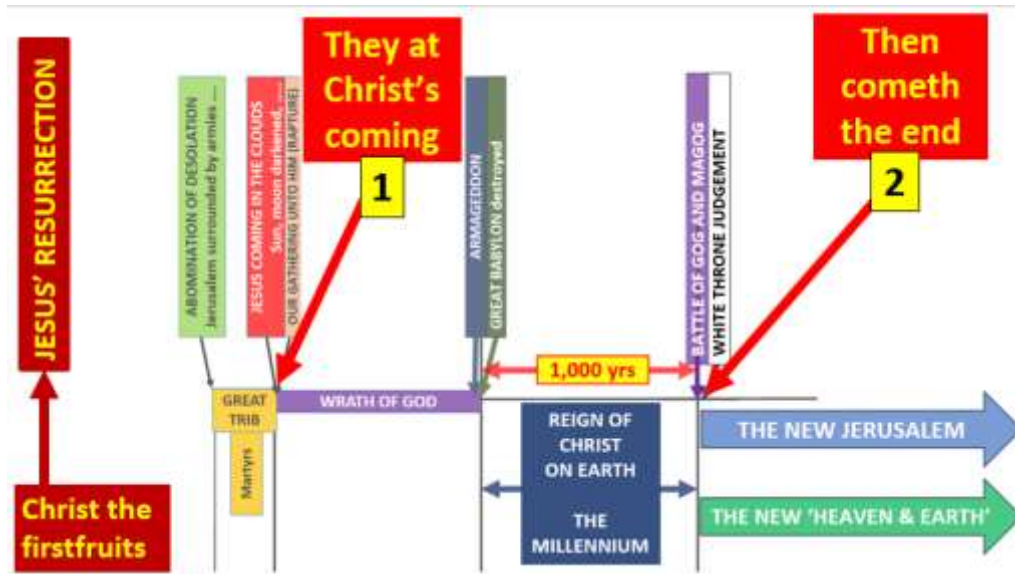 JESUS' RESURRECTION
Christ the
firstfruits
ABOMINATION OF DESOLATION
Jerusalem surrounded by armies ....
JESUS COMING IN THE CLOUDS
Sun, moon darkened, .....
OUR GATHERING UNTO HIM (RAPTURE)
They at
Christ's
coming
1
ARMAGEDDON
GREAT BABYLON destroyed
BATTLE OF GOG AND MAGOG
WHITE THRONE JUDGEMENT
Then
cometh
the end
2
1,000 yrs
GREAT
TRIB
Martyrs
WRATH OF GOD
REIGN OF
CHRIST
ON EARTH
THE
MILLENNIUM
THE NEW JERUSALEM
THE NEW 'HEAVEN & EARTH'